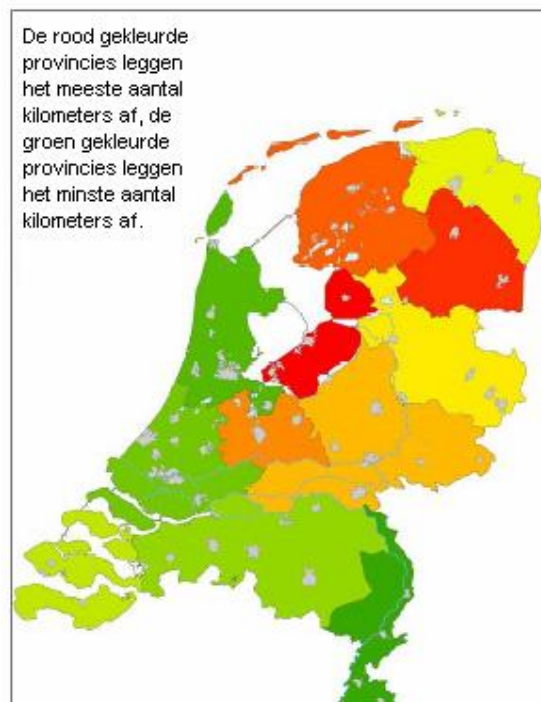 De rood gekleurde
provincies leggen
het meeste aantal
kilometers af, de
groen gekleurde
provincies leggen
het minste aantal
kilometers af.